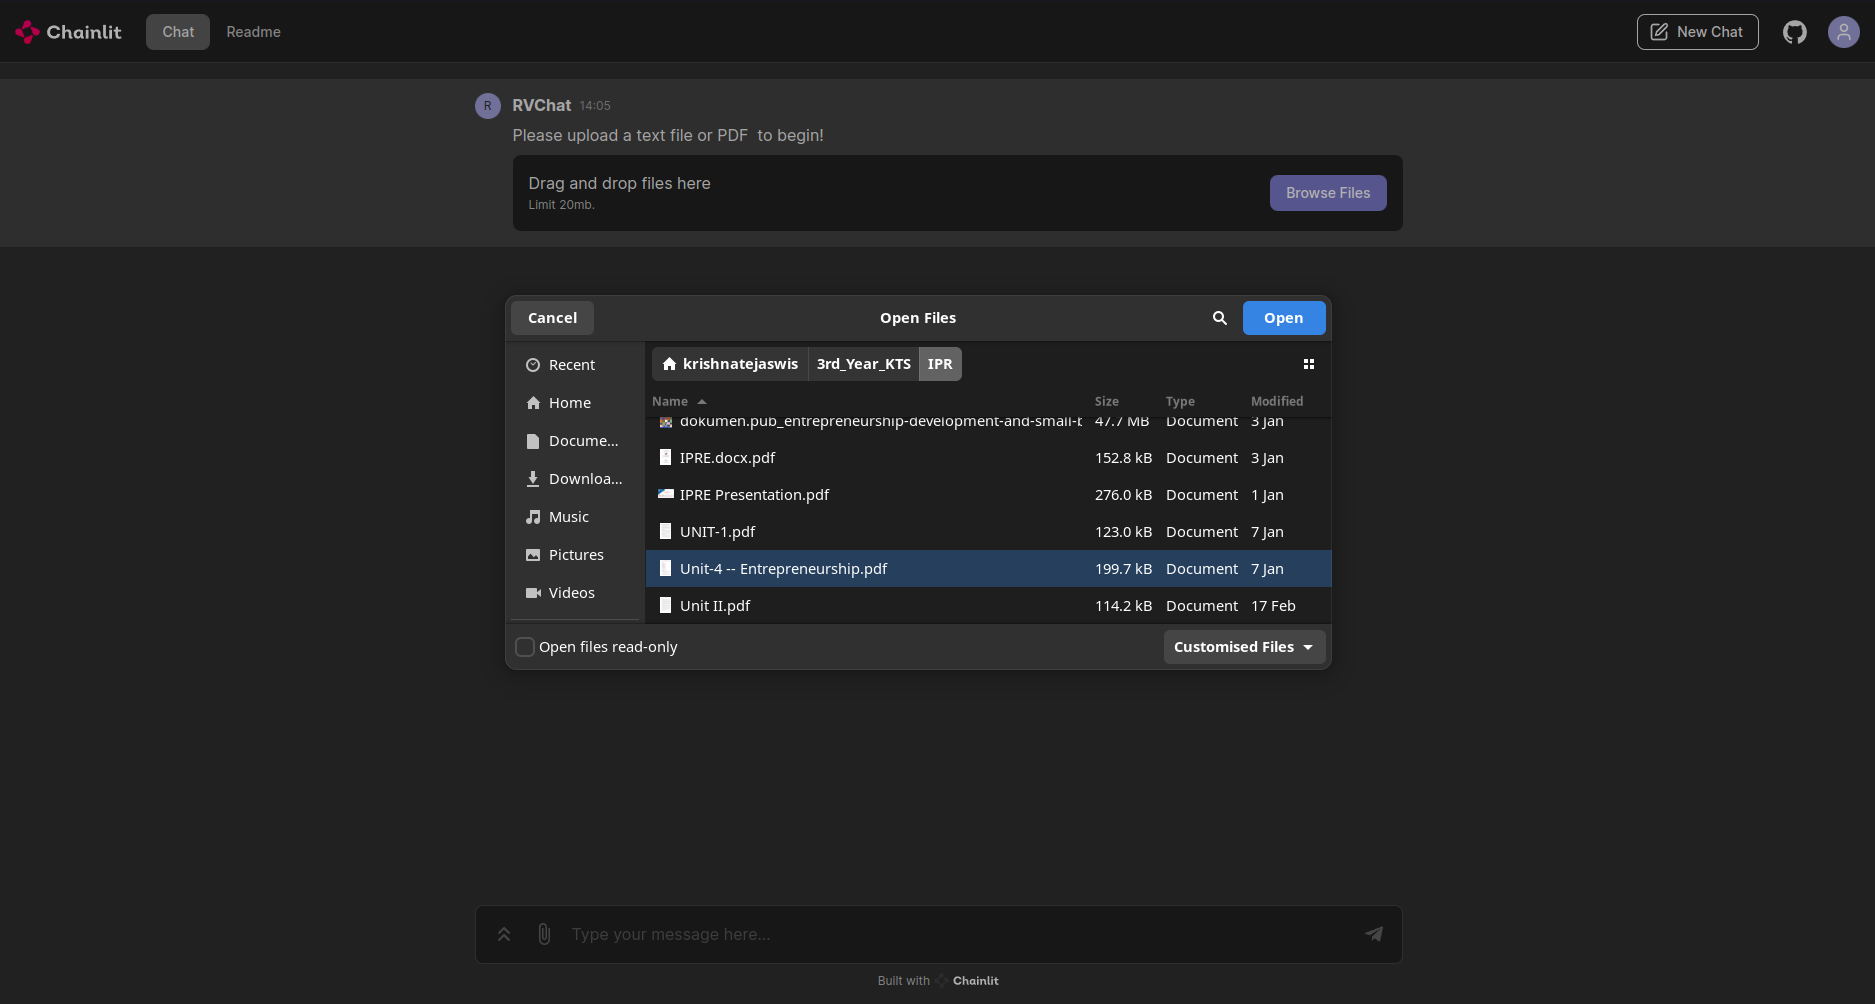 Chainlit Chat Readme New Chat
R RVChat 14:05
Please upload a text file or PDF to begin!
Drag and drop files here
Limit 20mb.
Browse Files
Cancel Open Files Open
Recent
Home
Docume...
Downloa...
Music
Pictures
Videos
krishnatejaswis 3rd_Year_KTS IPR
Name Size Type Modified
dokumen.pub_entrepreneurship-development-and-small- 47.7 MB Document 3 Jan
IPRE.docx.pdf 152.8 kB Document 3 Jan
IPRE Presentation.pdf 276.0 kB Document 1 Jan
UNIT-1.pdf 123.0 kB Document 7 Jan
Unit-4 -- Entrepreneurship.pdf 199.7 kB Document 7 Jan
Unit II.pdf 114.2 kB Document 17 Feb
Open files read-only Customised Files
Type your message here...
Built with Chainlit